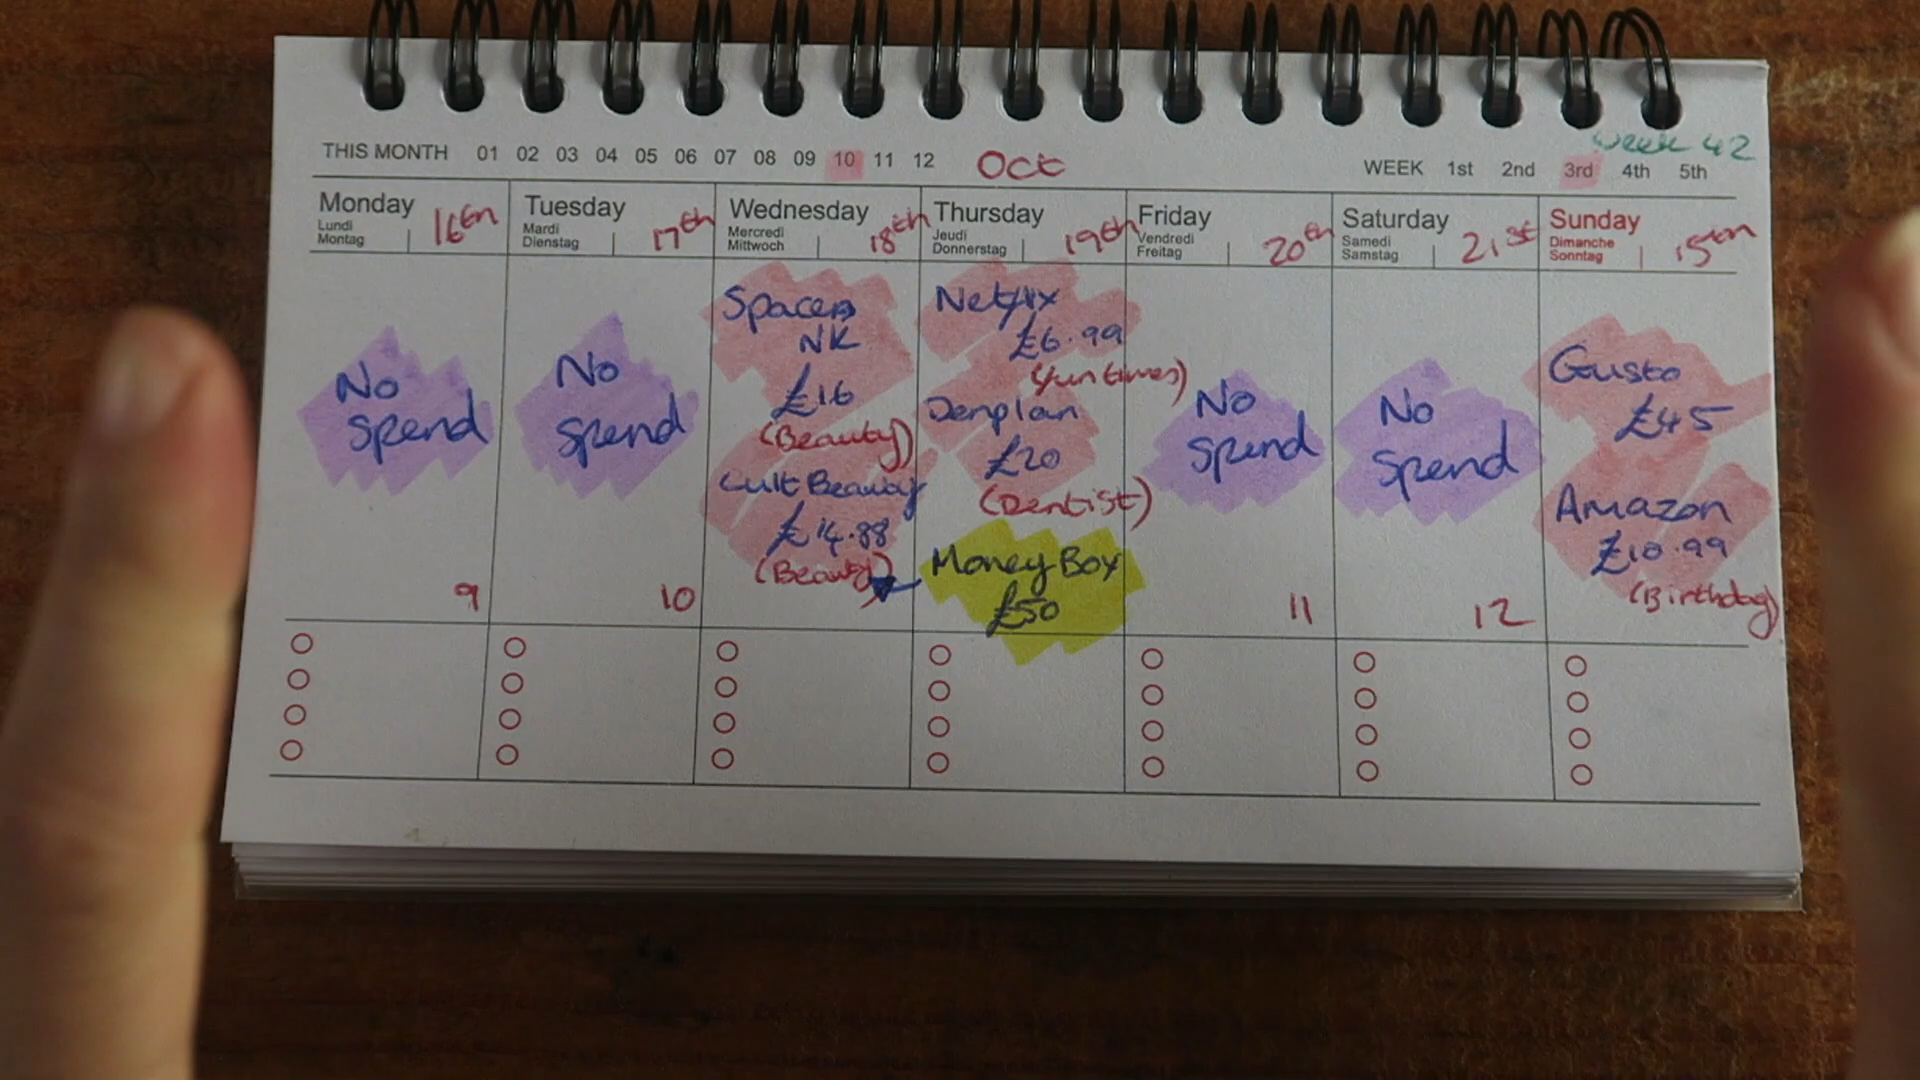 Week 42
THIS MONTH 01 02 03 04 05 06 07 08 09 10 11 12 Oct WEEK 1st 2nd 3rd 4th 5th
Monday
Lundi
Montag
16th
No
spend
9
Tuesday
Mardi
Dienstag
17th
No
spend
10
Wednesday
Mercredi
Mittwoch
18th
Space
NK
£16
(Beauty)
Cult Beauty
£14.88
(Beauty)
Thursday
Jeudi
Donnerstag
19th
Netflix
£6.99
(fun times)
Denplan
£20
(Dentist)
Money Box
£50
Friday
Vendredi
Freitag
20th
No
spend
11
Saturday
Samedi
Samstag
21st
No
spend
12
Sunday
Dimanche
Sonntag
15th
Gusto
£45
Amazon
£10.99
(Birthday)